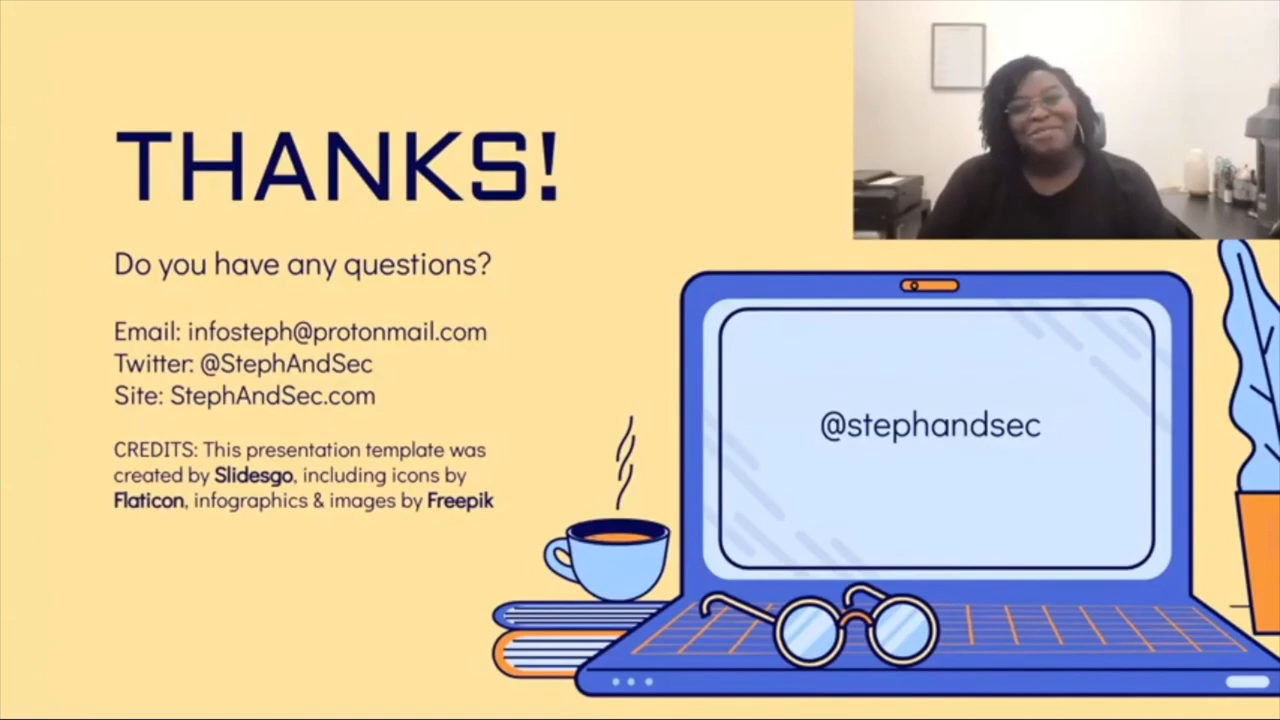 THANKS!
Do you have any questions?
Email: infosteph@protonmail.com
Twitter: @StephAndSec
Site: StephAndSec.com
CREDITS: This presentation template was
created by Slidesgo, including icons by
Flaticon, infographics & images by Freepik
@stephandsec